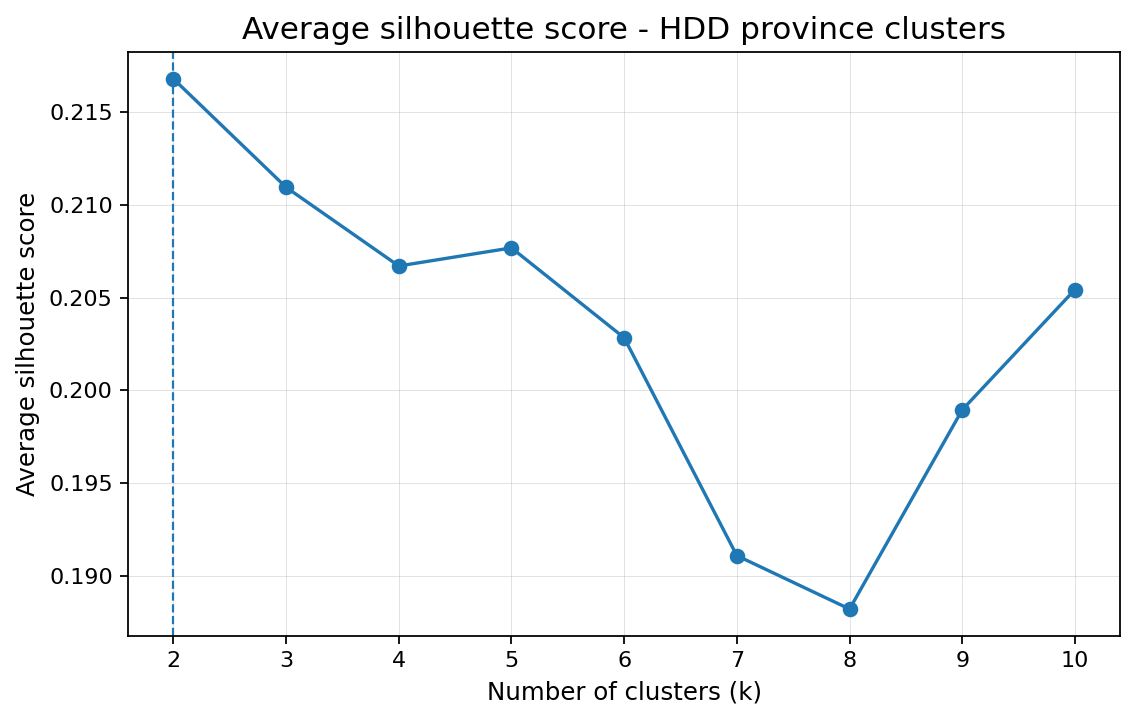 Average silhouette score - HDD province clusters
Average silhouette score
0.215
0.210
0.205
0.200
0.195
0.190
2 3 4 5 6 7 8 9 10
Number of clusters (k)